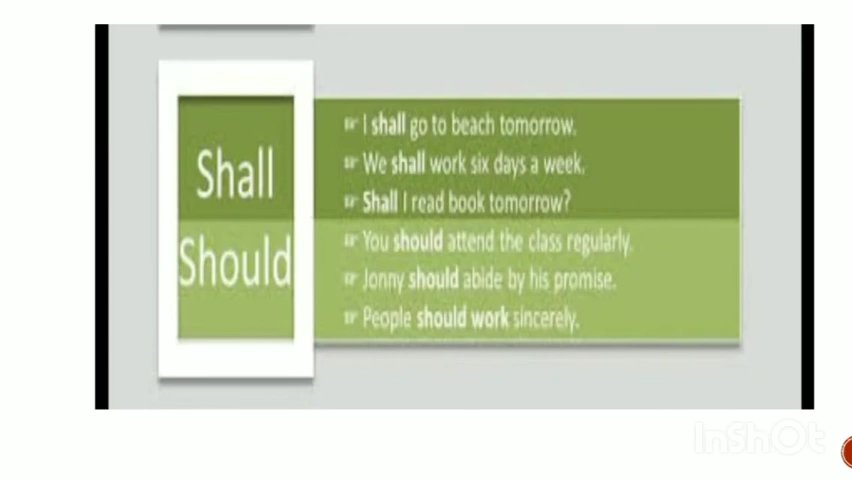 Shall
☞ I shall go to beach tomorrow.
☞ We shall work six days a week.
☞ Shall I read book tomorrow?
Should
☞ You should attend the class regularly.
☞ Jonny should abide by his promise.
☞ People should work sincerely.
InShOt